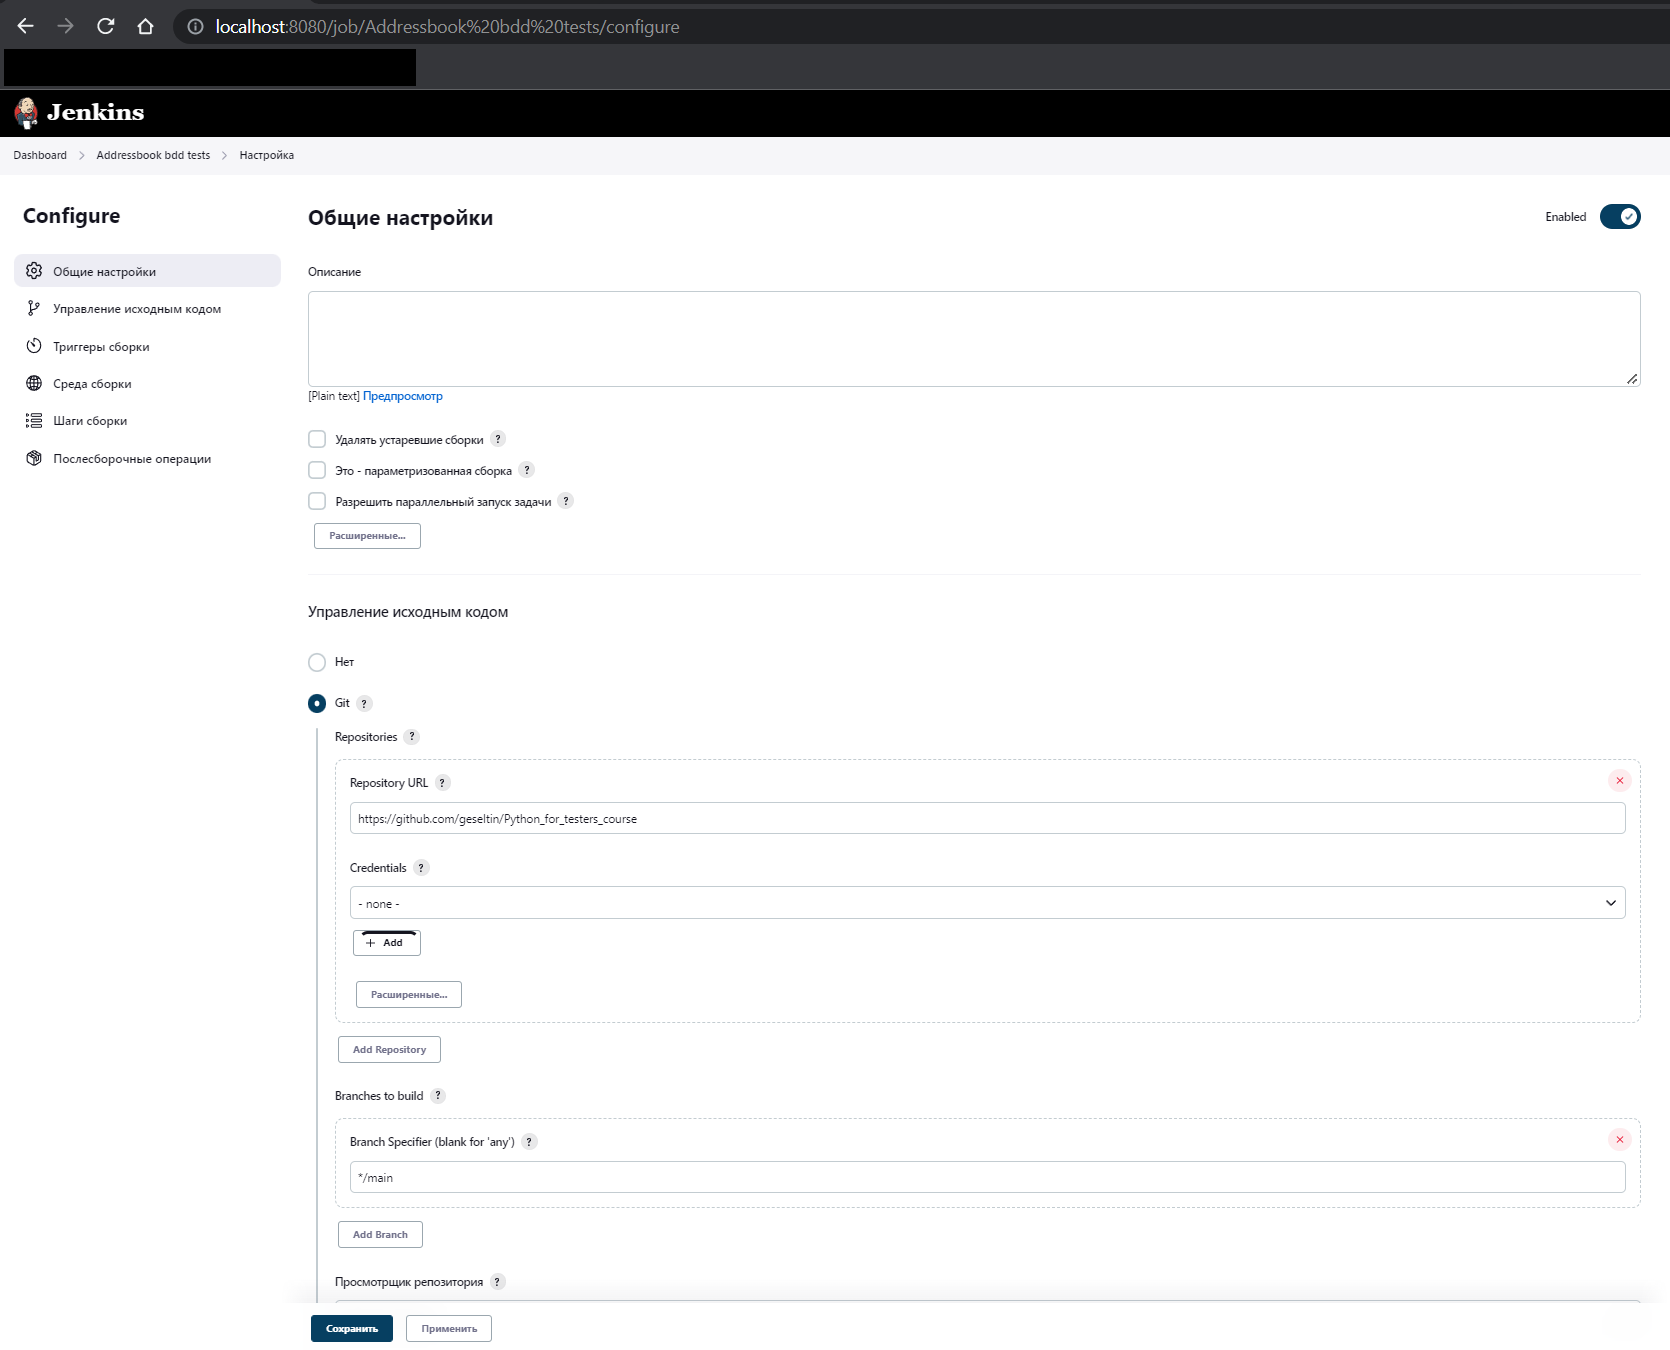 localhost:8080/job/Addressbook%20bdd%20tests/configure
Jenkins
Dashboard > Addressbook bdd tests > Настройка
Configure
Общие настройки
Управление исходным кодом
Триггеры сборки
Среда сборки
Шаги сборки
Послесборочные операции
Общие настройки
Enabled
Описание
[Plain text] Предпросмотр
Удалять устаревшие сборки ?
Это - параметризованная сборка ?
Разрешить параллельный запуск задачи ?
Расширенные...
Управление исходным кодом
Нет
Git ?
Repositories ?
Repository URL ?
https://github.com/geseltin/Python_for_testers_course
Credentials ?
- none -
+ Add
Расширенные...
Add Repository
Branches to build ?
Branch Specifier (blank for 'any') ?
*/main
Add Branch
Просмотрщик репозитория ?
Сохранить
Применить